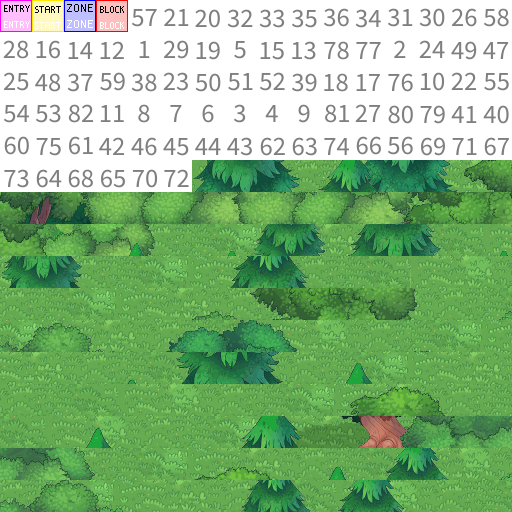 ENTRY START ZONE BLOCK 57 21 20 32 33 35 36 34 31 30 26 58
ENTRY START ZONE BLOCK
28 16 14 12 1 29 19 5 15 13 78 77 2 24 49 47
25 48 37 59 38 23 50 51 52 39 18 17 76 10 22 55
54 53 82 11 8 7 6 3 4 9 81 27 80 79 41 40
60 75 61 42 46 45 44 43 62 63 74 66 56 69 71 67
73 64 68 65 70 72